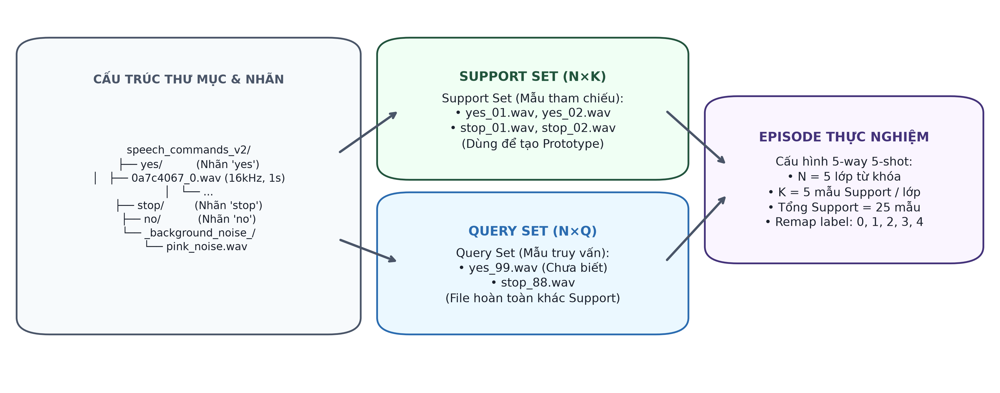 CẤU TRÚC THƯ MỤC & NHÃN
speech_commands_v2/
├── yes/ (Nhãn 'yes')
│ ├── 0a7c4067_0.wav (16kHz, 1s)
│ └── ...
├── stop/ (Nhãn 'stop')
├── no/ (Nhãn 'no')
└── _background_noise_/
└── pink_noise.wav
SUPPORT SET (N×K)
Support Set (Mẫu tham chiếu):
• yes_01.wav, yes_02.wav
• stop_01.wav, stop_02.wav
(Dùng để tạo Prototype)
QUERY SET (N×Q)
Query Set (Mẫu truy vấn):
• yes_99.wav (Chưa biết)
• stop_88.wav
(File hoàn toàn khác Support)
EPISODE THỰC NGHIỆM
Cấu hình 5-way 5-shot:
• N = 5 lớp từ khóa
• K = 5 mẫu Support / lớp
• Tổng Support = 25 mẫu
• Remap label: 0, 1, 2, 3, 4